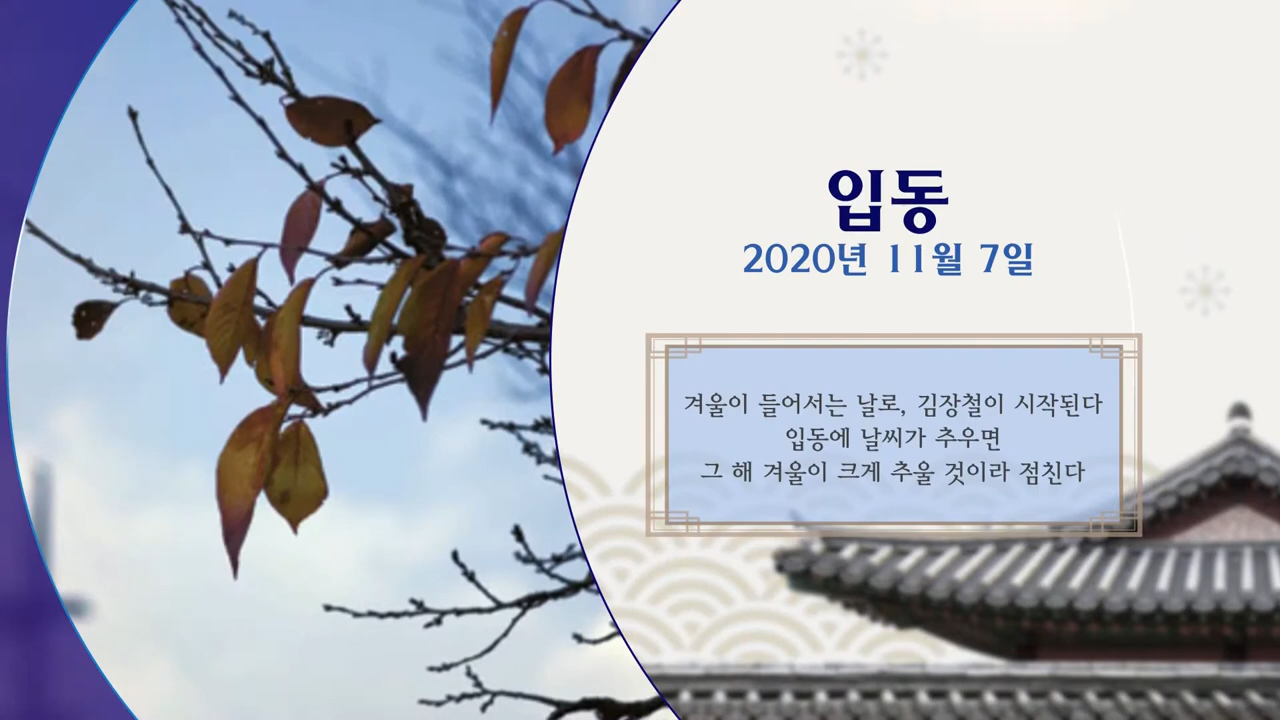 입동
2020년 11월 7일
겨울이 들어서는 날로, 김장철이 시작된다
입동에 날씨가 추우면
그 해 겨울이 크게 추울 것이라 점친다